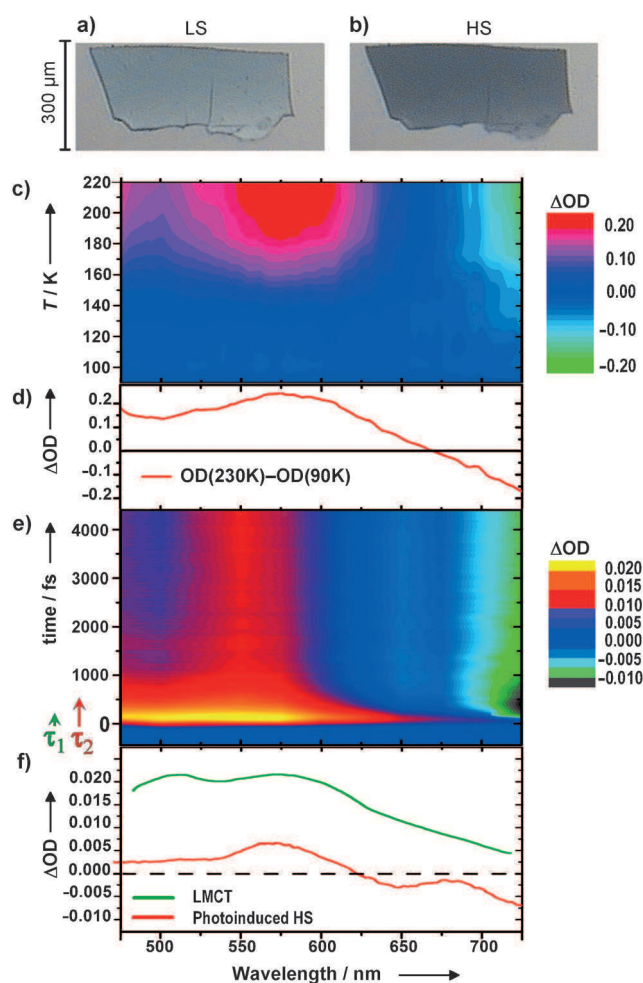 a) LS
b) HS
300 µm
c)
220
200
180
160
140
120
100
T / K
ΔOD
0.20
0.10
0.00
–0.10
–0.20
d)
0.2
0.1
0.0
-0.1
-0.2
ΔOD
OD(230K)–OD(90K)
e)
4000
3000
2000
1000
0
time / fs
τ1 τ2
ΔOD
0.020
0.015
0.010
0.005
0.000
–0.005
–0.010
f)
0.020
0.015
0.010
0.005
0.000
–0.005
–0.010
ΔOD
LMCT
Photoinduced HS
500 550 600 650 700
Wavelength / nm